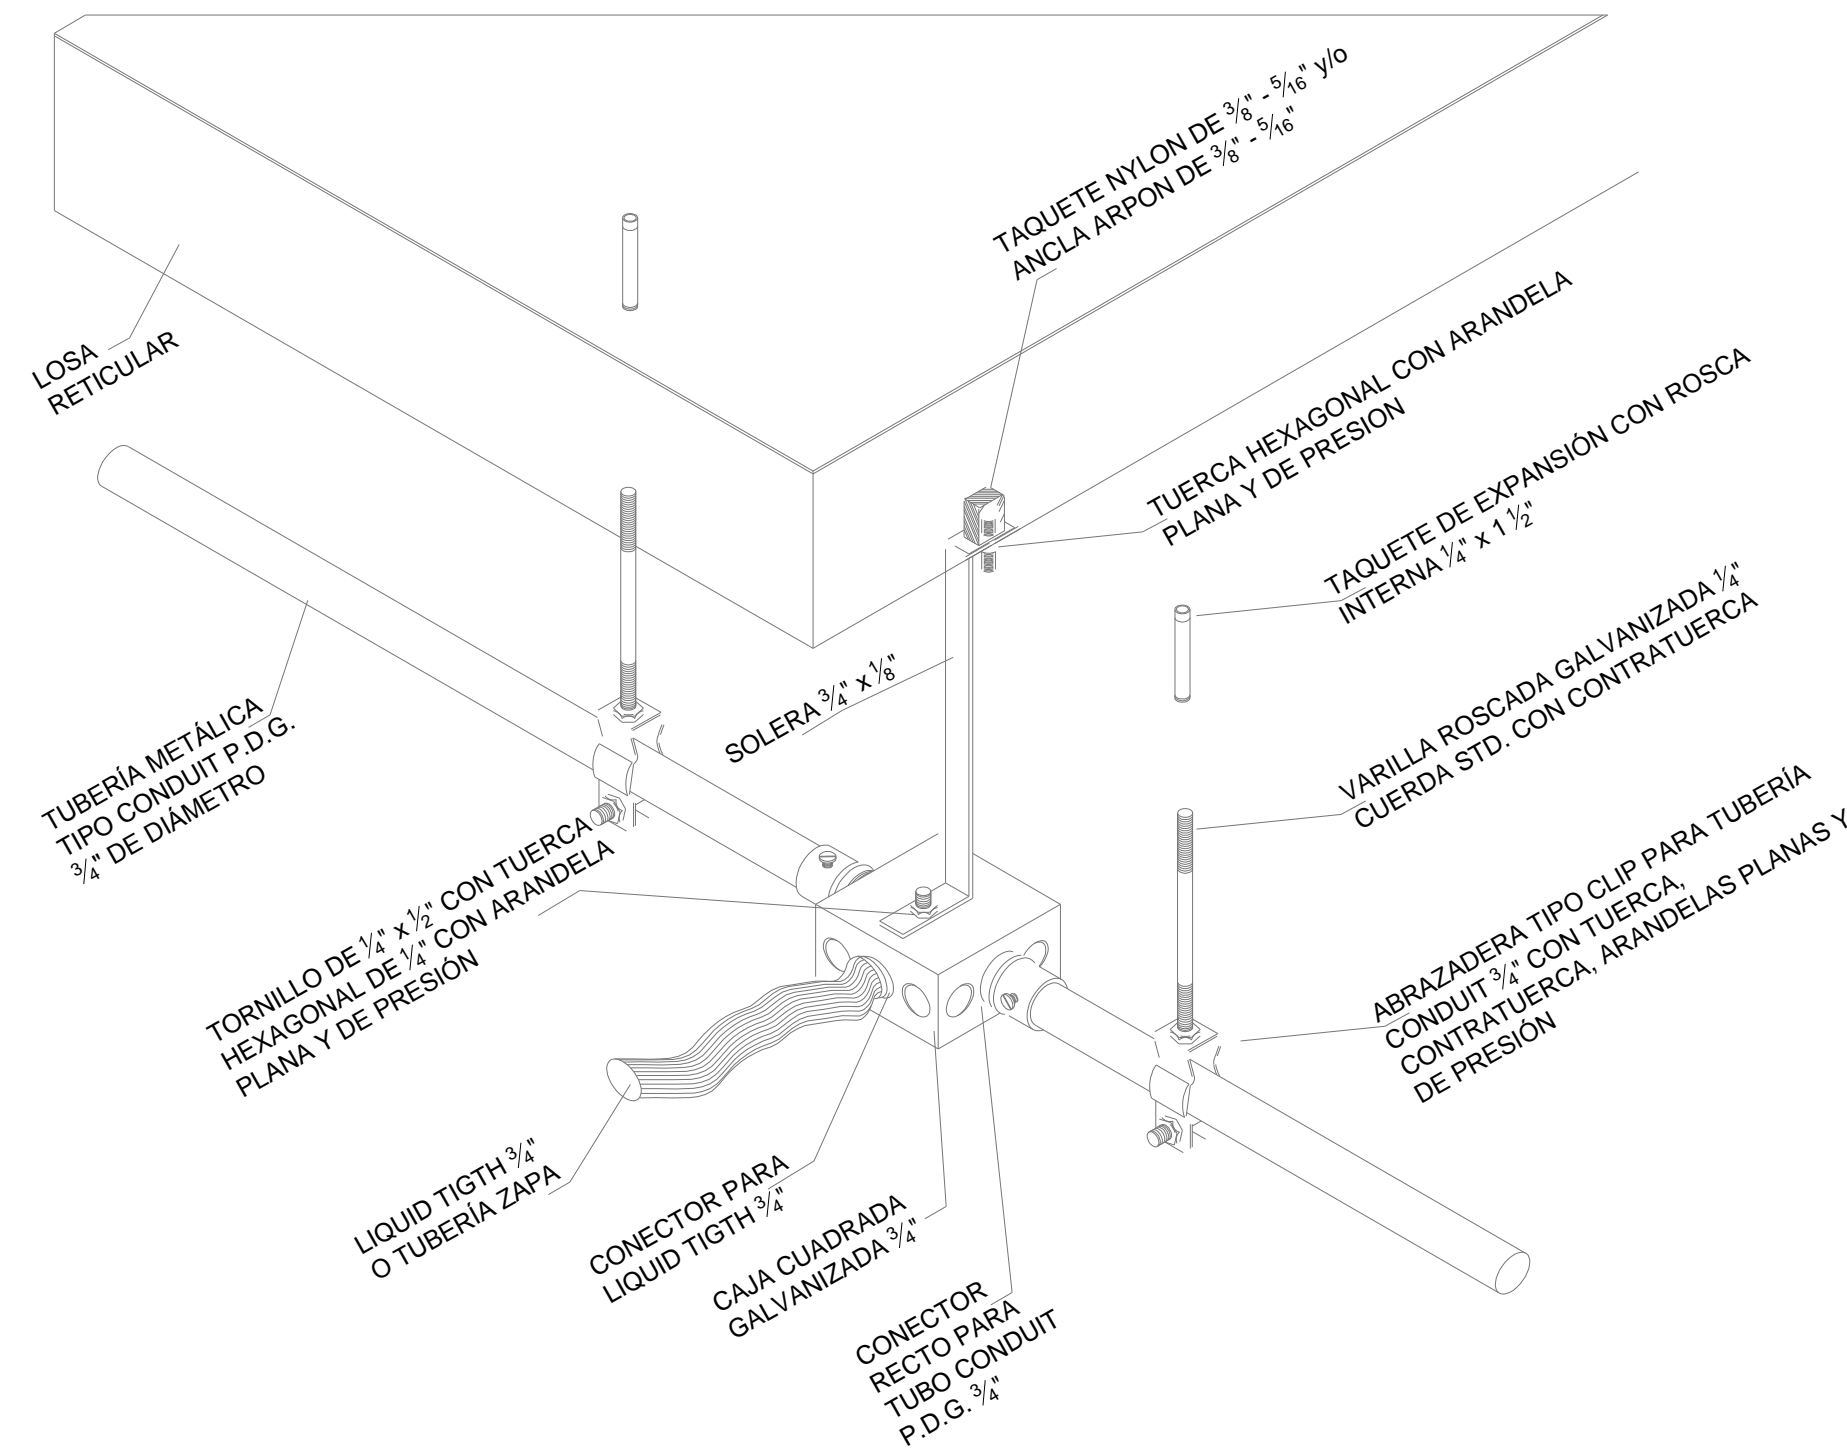 TAQUETE NYLON DE 3/8" - 5/16" y/o
ANCLA ARPON DE 3/8" - 5/16"
LOSA
RETICULAR
TUERCA HEXAGONAL CON ARANDELA
PLANA Y DE PRESION
TAQUETE DE EXPANSIÓN CON ROSCA
INTERNA 1/4" x 1 1/2"
SOLERA 3/4" x 1/8"
VARILLA ROSCADA GALVANIZADA 1/4"
CUERDA STD. CON CONTRATUERCA
TUBERÍA METÁLICA
TIPO CONDUIT P.D.G.
3/4" DE DIÁMETRO
ABRAZADERA TIPO CLIP PARA TUBERÍA
CONDUIT 3/4" CON TUERCA,
CONTRATUERCA, ARANDELAS PLANAS Y
DE PRESIÓN
TORNILLO DE 1/4" x 1/2" CON TUERCA
HEXAGONAL DE 1/4" CON ARANDELA
PLANA Y DE PRESIÓN
LIQUID TIGTH 3/4"
O TUBERÍA ZAPA
CONECTOR PARA
LIQUID TIGTH 3/4"
CAJA CUADRADA
GALVANIZADA 3/4"
CONECTOR
RECTO PARA
TUBO CONDUIT
P.D.G. 3/4"